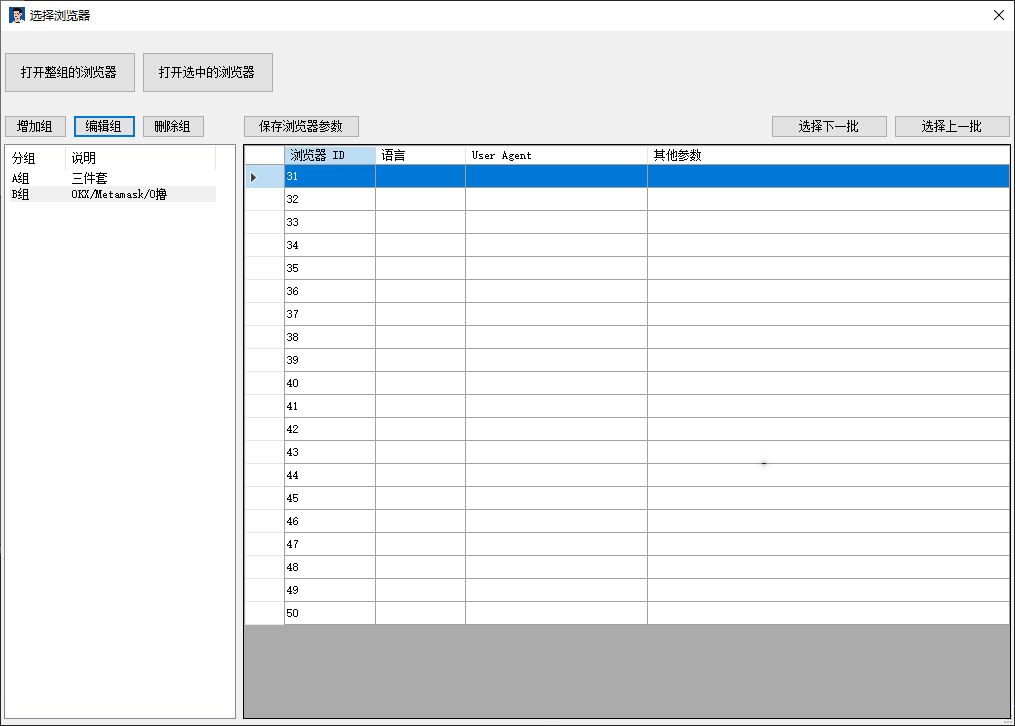 选择浏览器
打开整组的浏览器 打开选中的浏览器
增加组 编辑组 删除组 保存浏览器参数 选择下一批 选择上一批
分组 说明
A组 三件套
B组 OKX/Metamask/0撸
浏览器 ID 语言 User Agent 其他参数
31
32
33
34
35
36
37
38
39
40
41
42
43
44
45
46
47
48
49
50